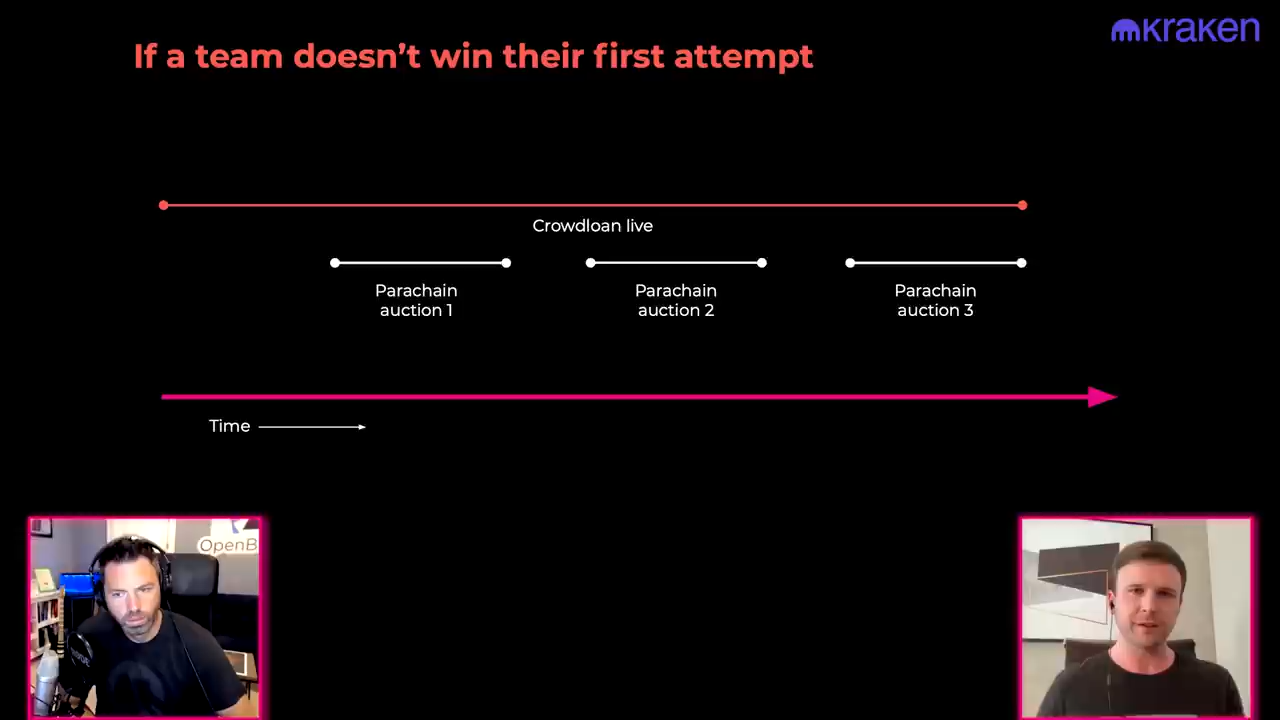 If a team doesn't win their first attempt
kraken
Crowdloan live
Parachain
auction 1
Parachain
auction 2
Parachain
auction 3
Time
OpenB